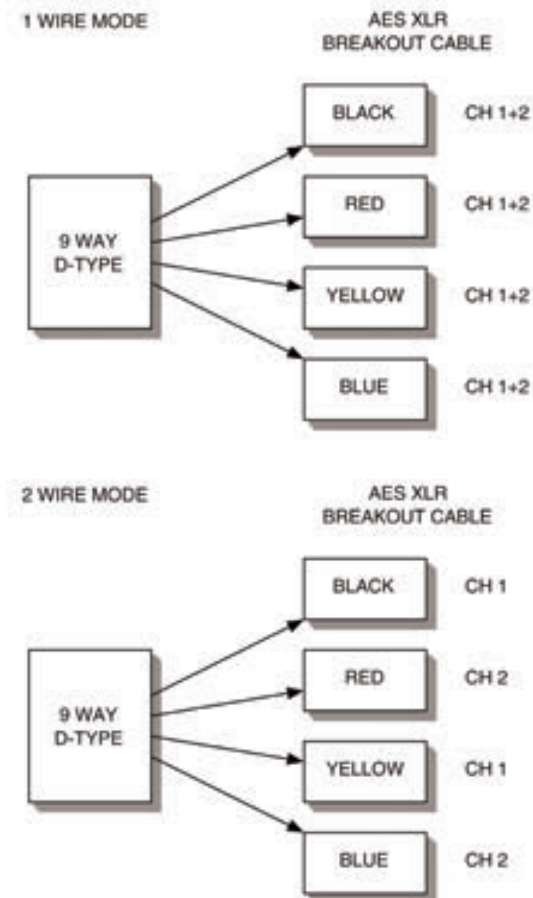 1 WIRE MODE
AES XLR
BREAKOUT CABLE
BLACK CH 1+2
RED CH 1+2
9 WAY
D-TYPE
YELLOW CH 1+2
BLUE CH 1+2
2 WIRE MODE
AES XLR
BREAKOUT CABLE
BLACK CH 1
RED CH 2
9 WAY
D-TYPE
YELLOW CH 1
BLUE CH 2